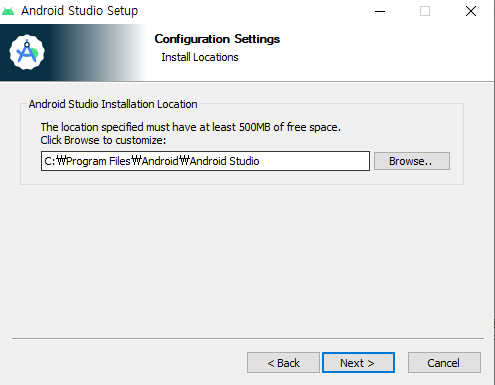 Android Studio Setup
Configuration Settings
Install Locations
Android Studio Installation Location
The location specified must have at least 500MB of free space.
Click Browse to customize:
C:₩Program Files₩Android₩Android Studio
Browse..
< Back
Next >
Cancel